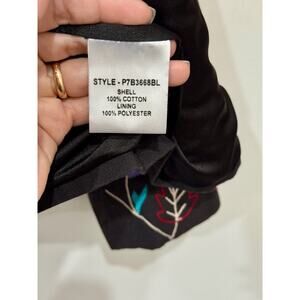 STYLE - P7B3668BL
SHELL
100% COTTON
LINING
100% POLYESTER